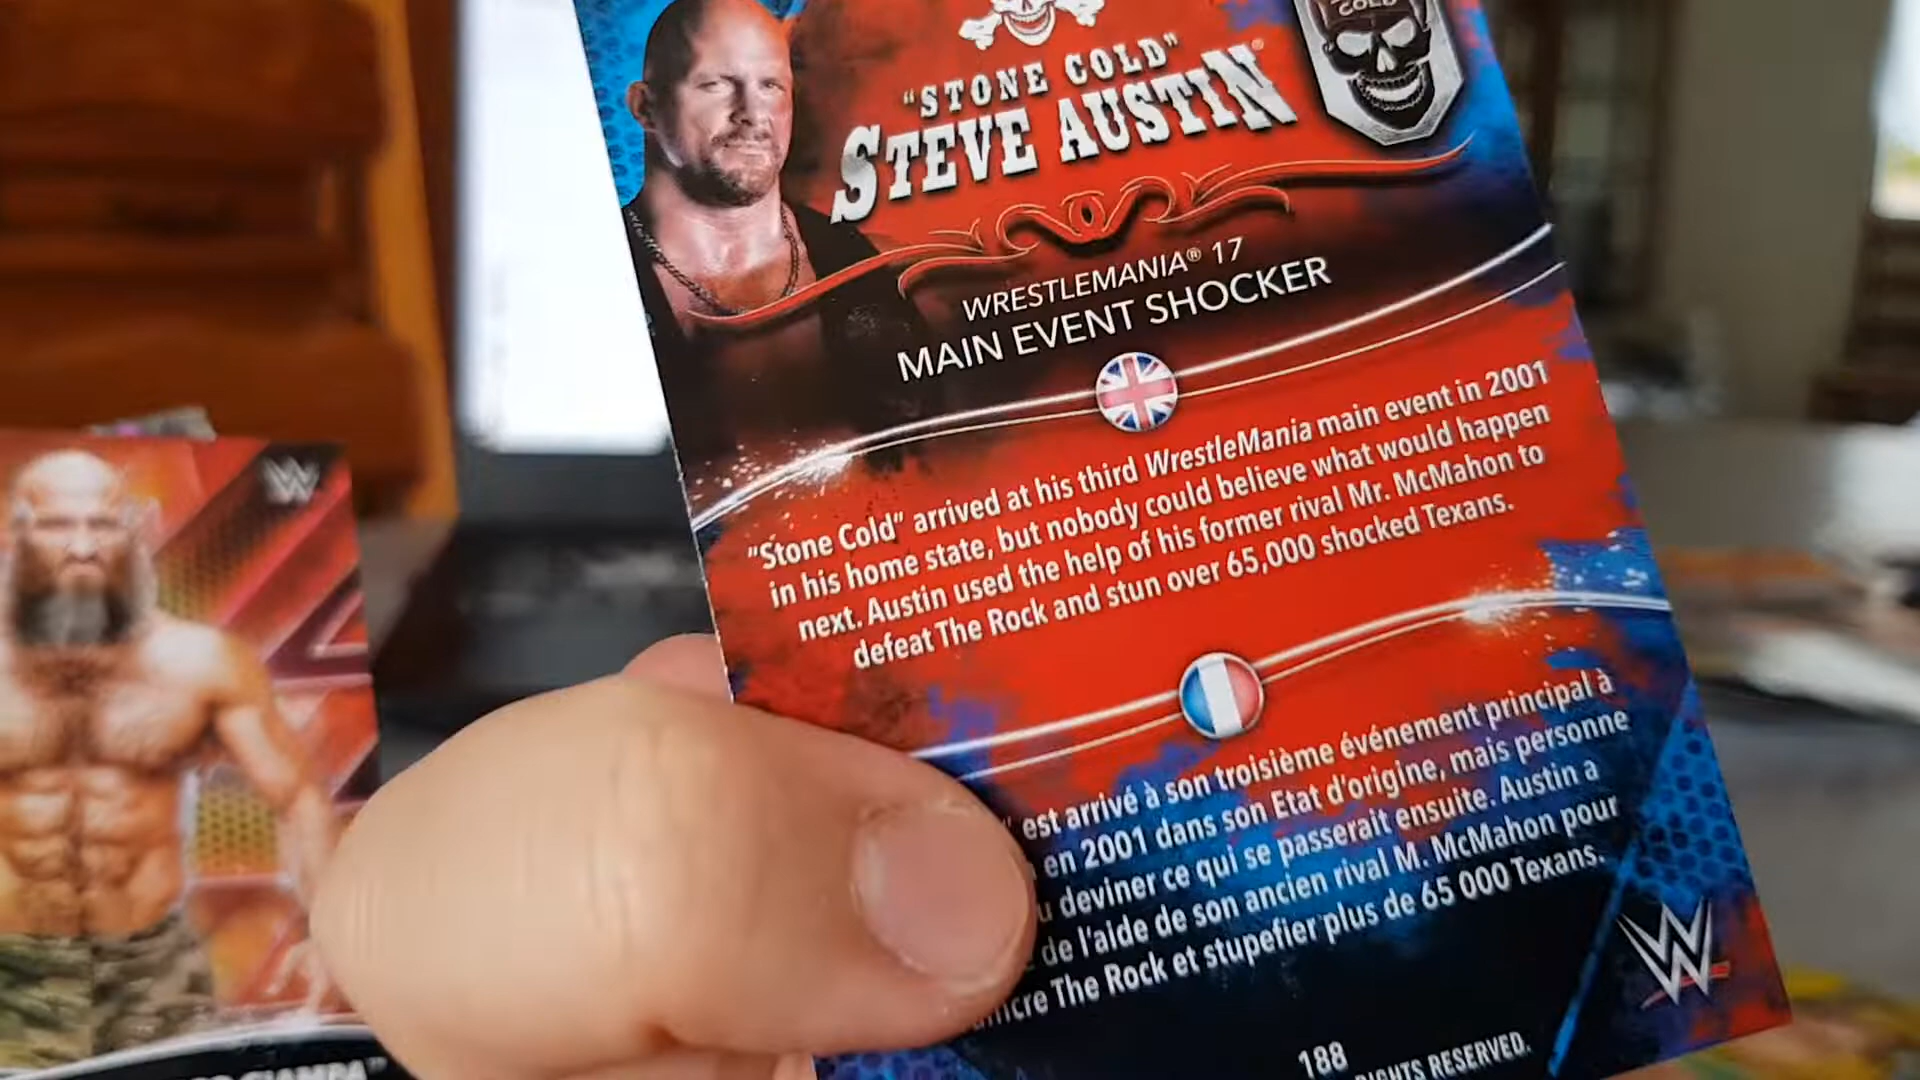 COLD
"STONE COLD"
STEVE AUSTIN
WRESTLEMANIA® 17
MAIN EVENT SHOCKER
"Stone Cold" arrived at his third WrestleMania main event in 2001
in his home state, but nobody could believe what would happen
next. Austin used the help of his former rival Mr. McMahon to
defeat The Rock and stun over 65,000 shocked Texans.
est arrivé à son troisième événement principal à
en 2001 dans son Etat d'origine, mais personne
deviner ce qui se passerait ensuite. Austin a
de l'aide de son ancien rival M. McMahon pour
The Rock et stupefier plus de 65 000 Texans.
W
188
RIGHTS RESERVED.
W
CIAMPA"